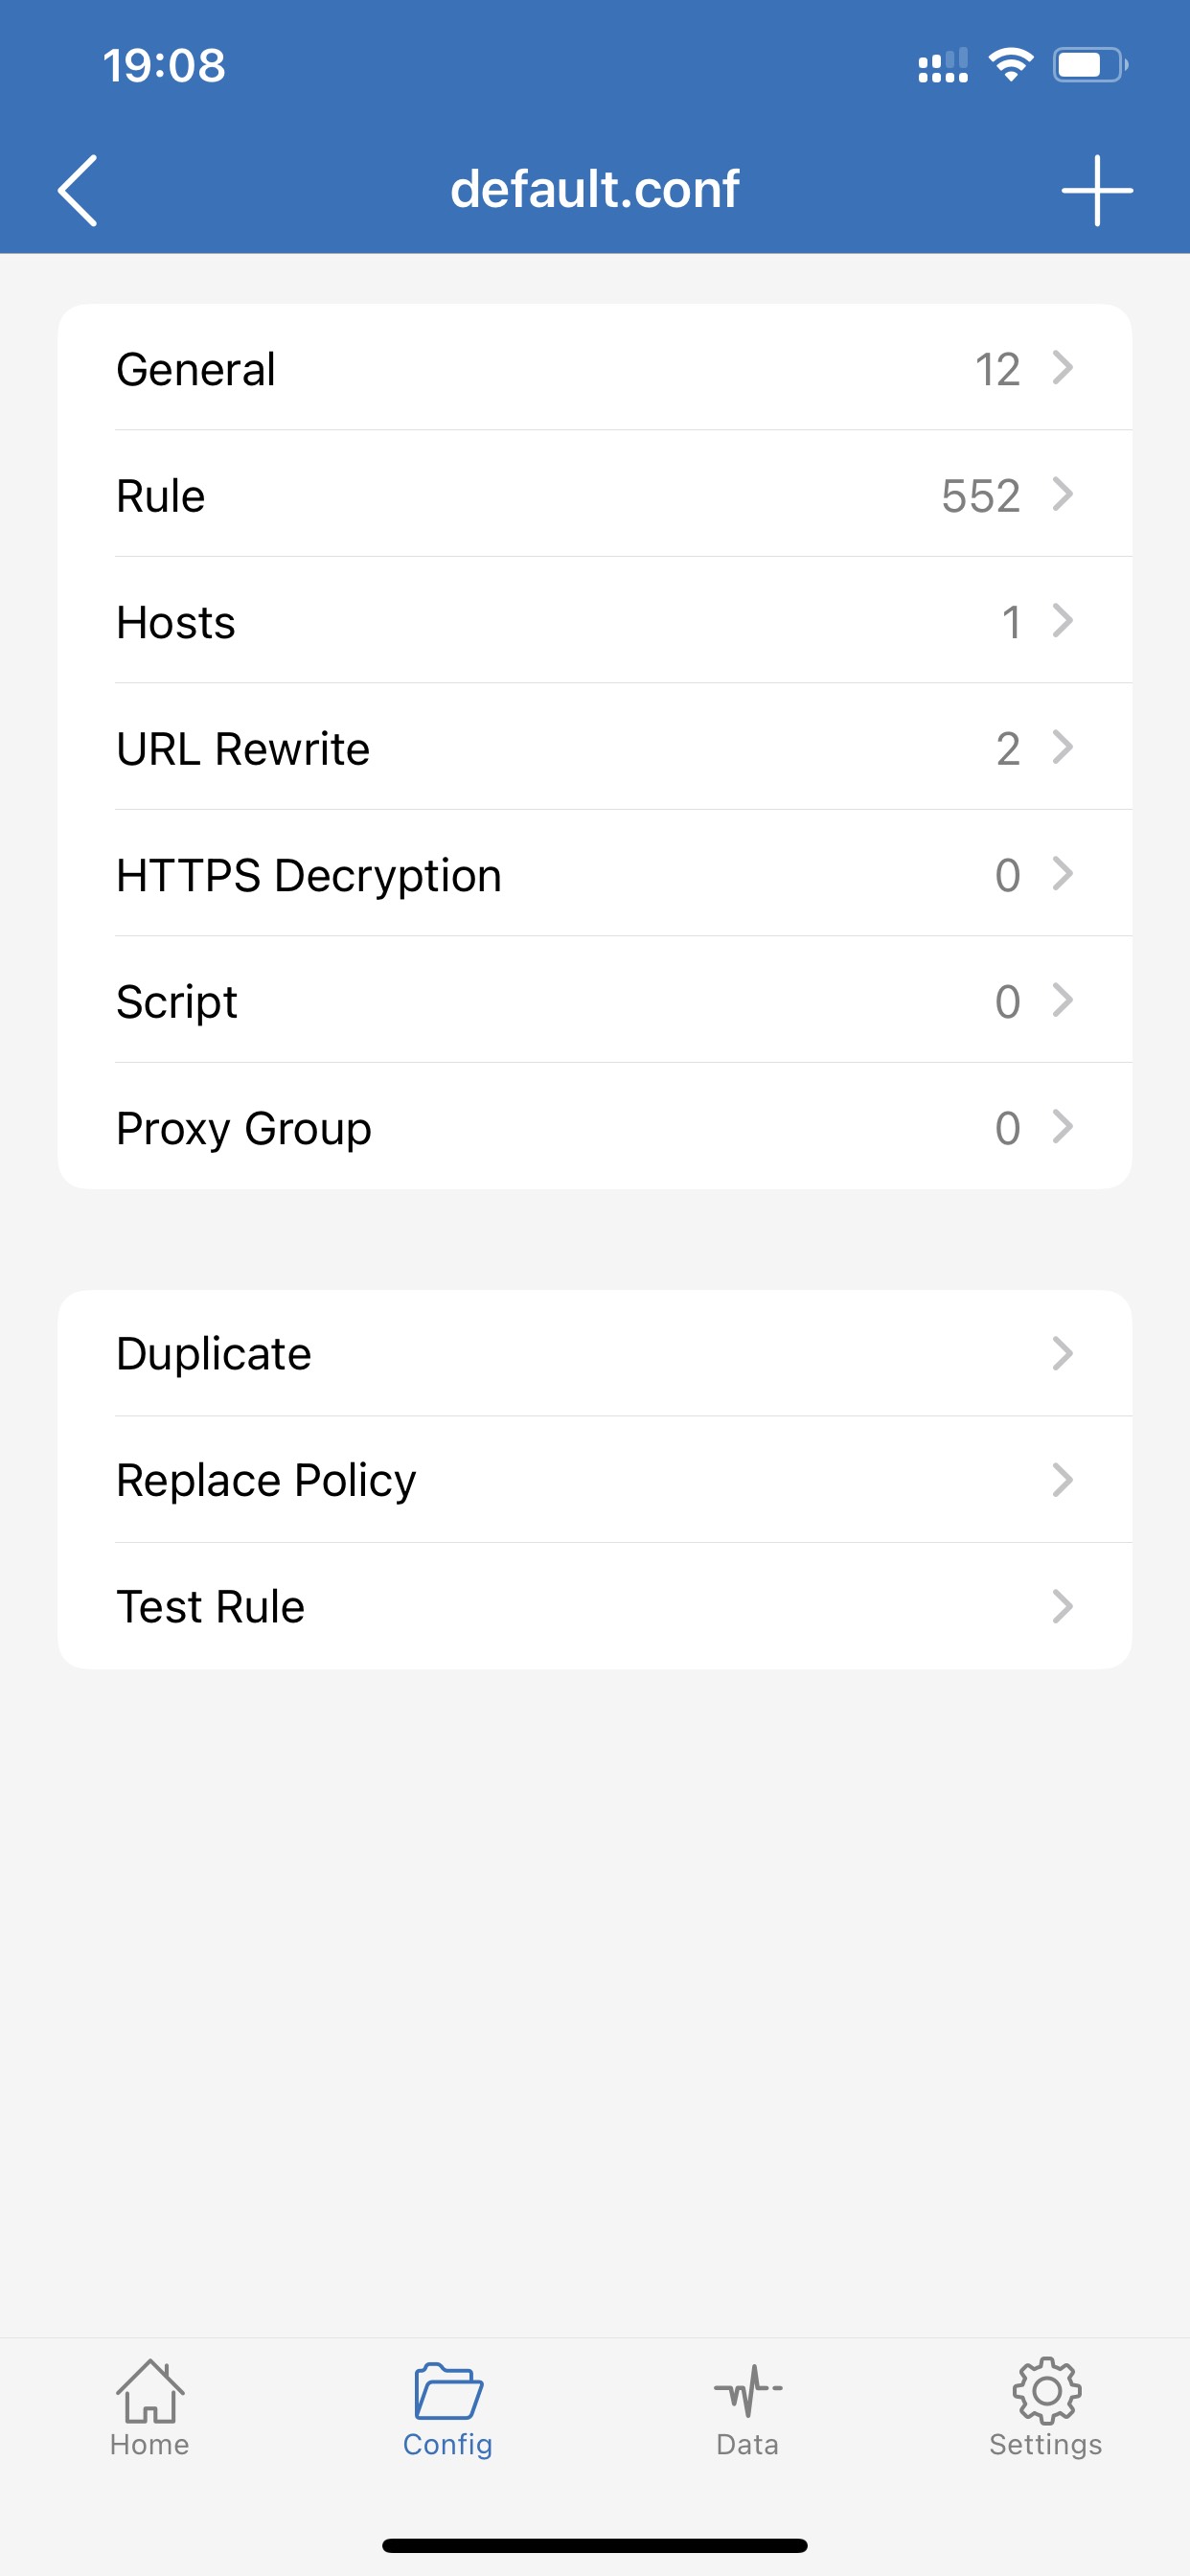 19:08
default.conf
General 12
Rule 552
Hosts 1
URL Rewrite 2
HTTPS Decryption 0
Script 0
Proxy Group 0
Duplicate
Replace Policy
Test Rule
Home Config Data Settings